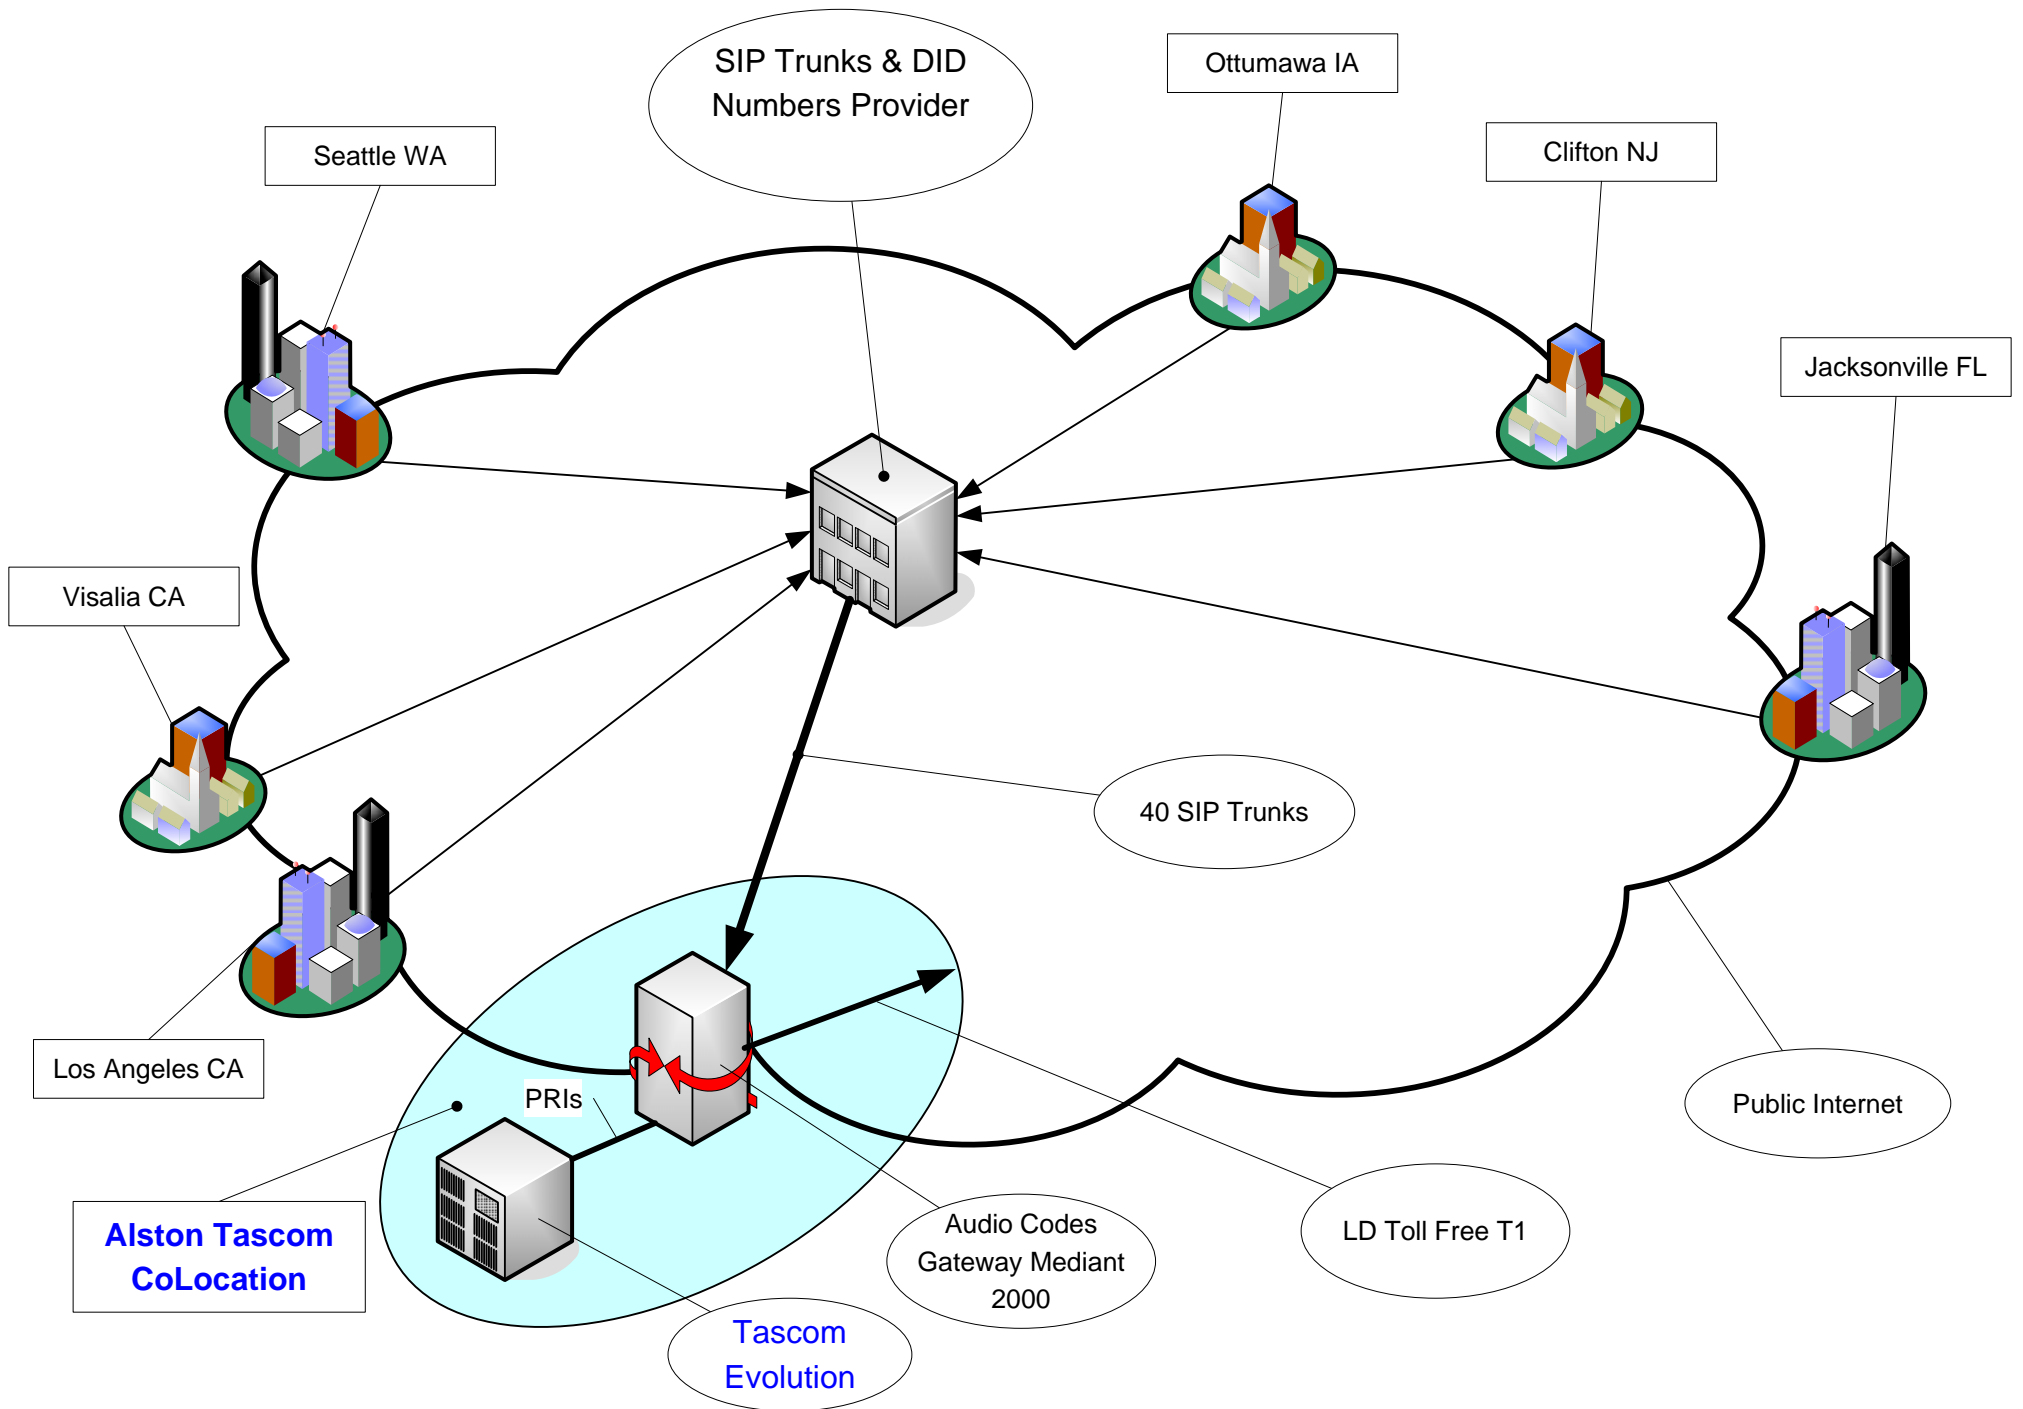 SIP Trunks & DID
Numbers Provider
Ottumawa IA
Seattle WA
Clifton NJ
Jacksonville FL
Visalia CA
40 SIP Trunks
Los Angeles CA
PRIs
Public Internet
Alston Tascom
CoLocation
Audio Codes
Gateway Mediant
2000
LD Toll Free T1
Tascom
Evolution